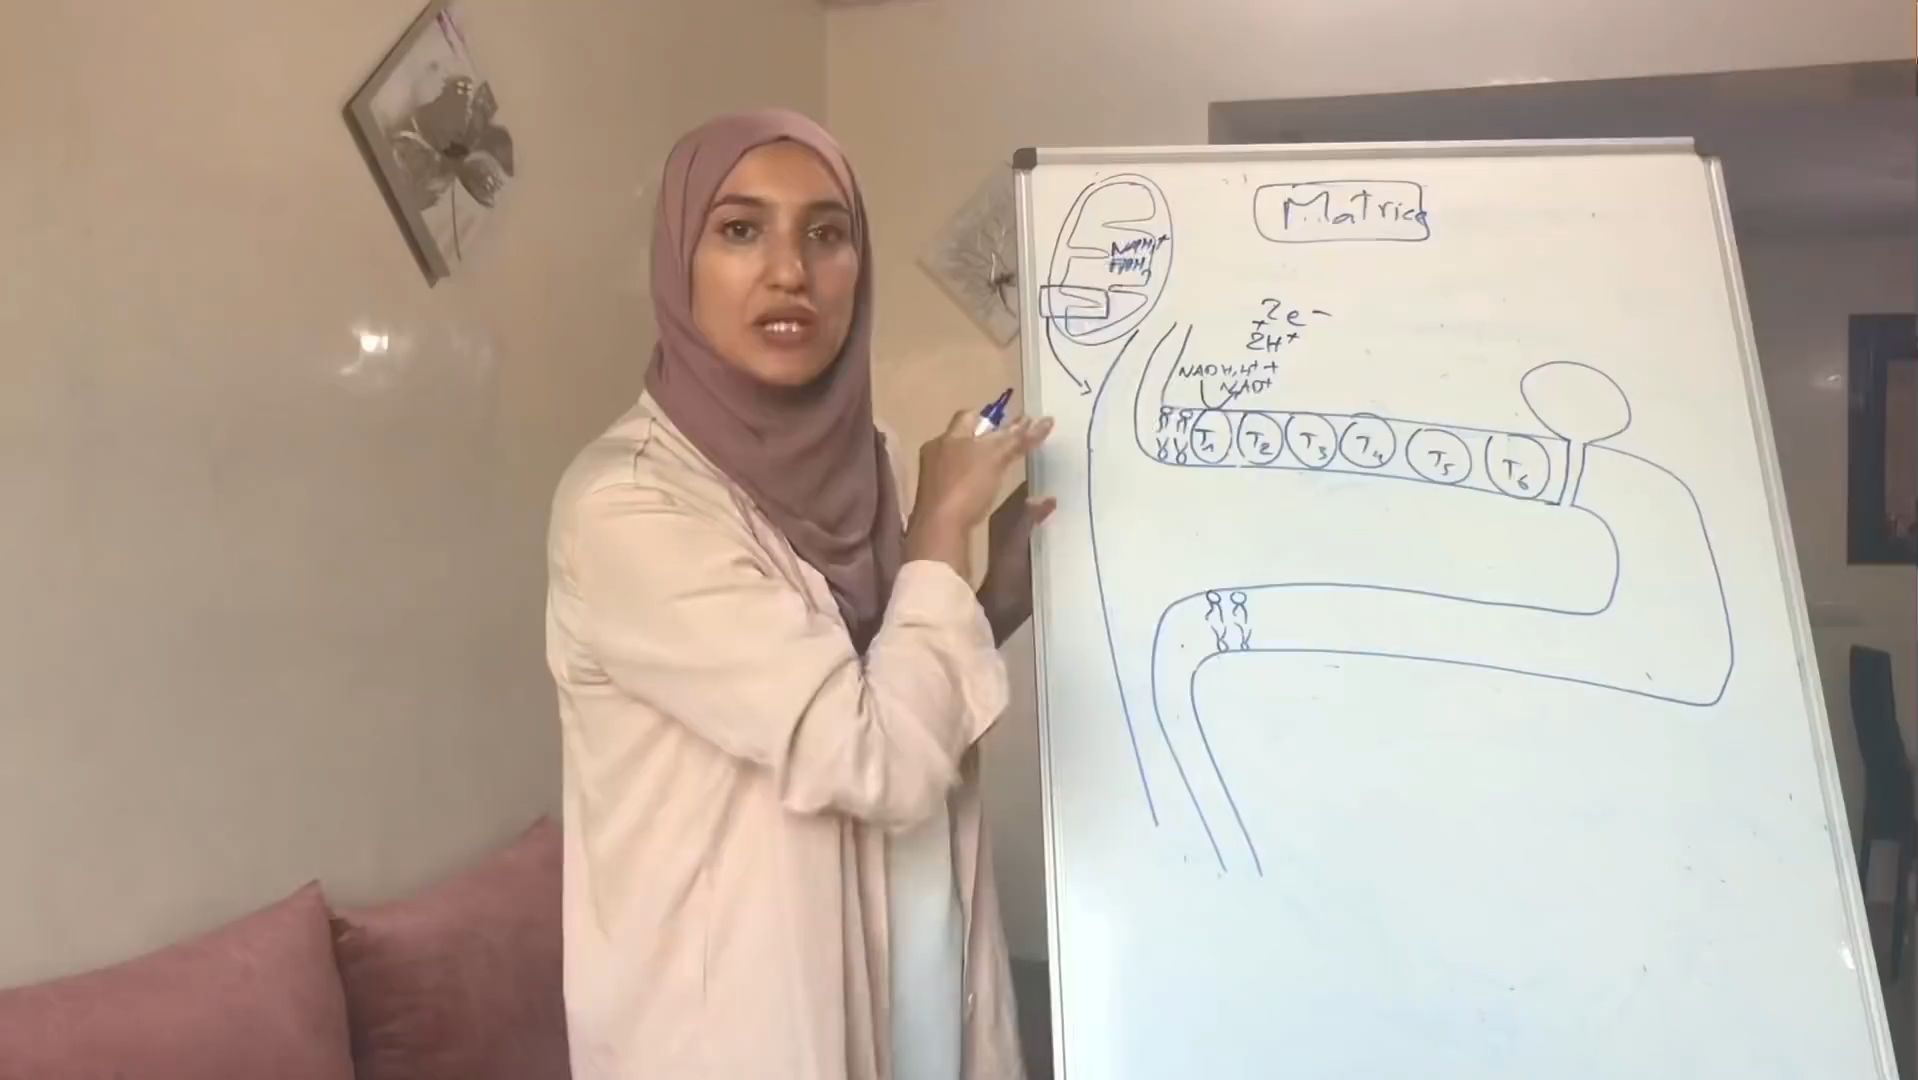 Matrice
NADH,H+
FADH2
2e-
+
2H+
NADH,H+ +
NAD+
T1 T2 T3 T4 T5 T6